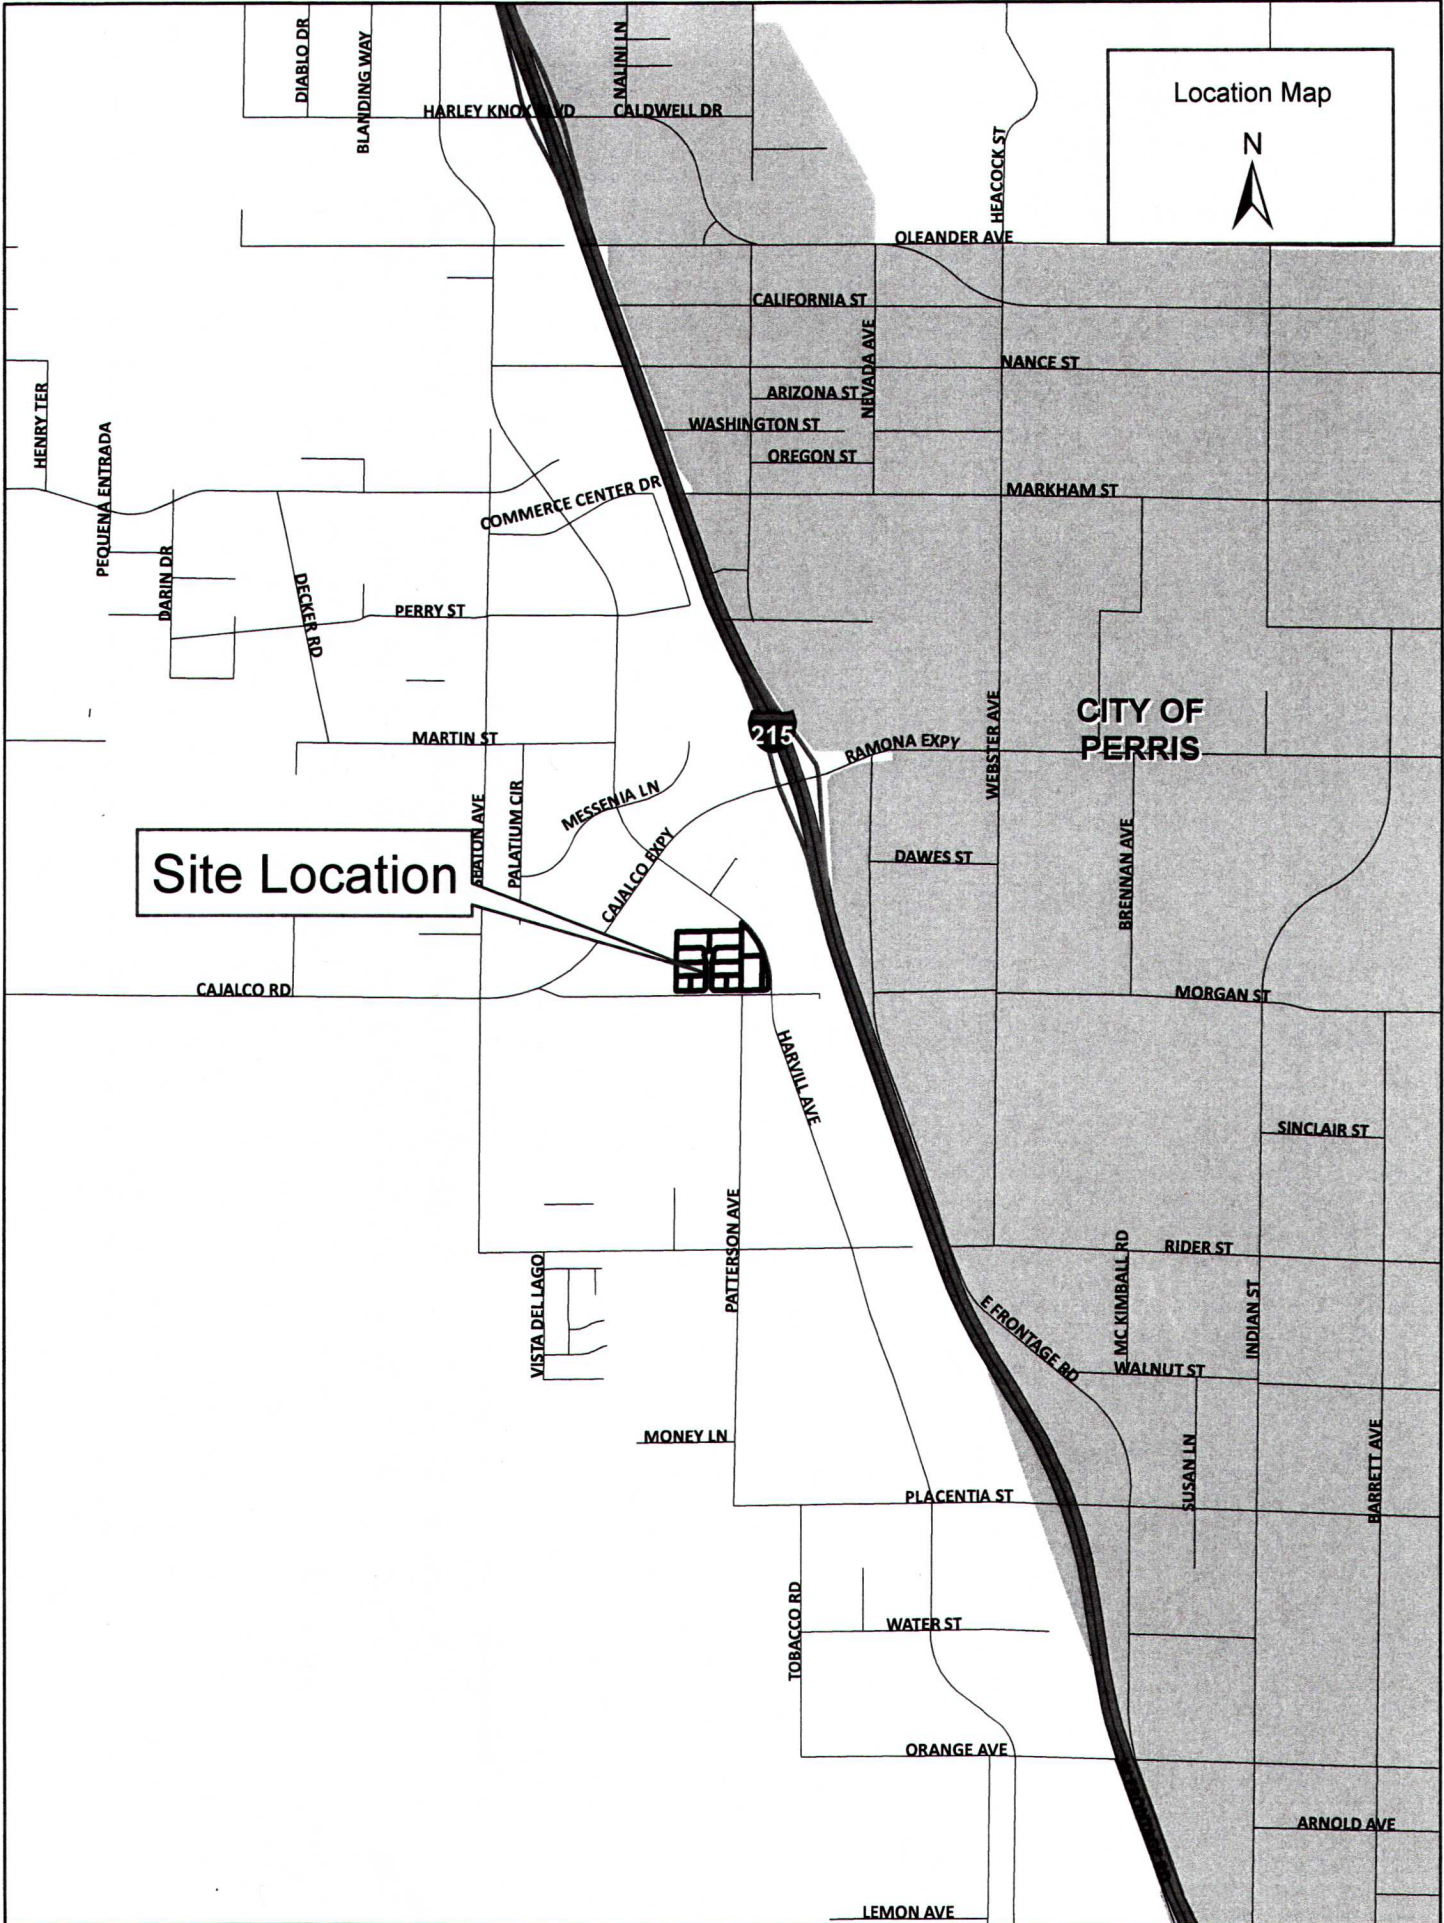 DIABLO DR
BLANDING WAY
NALINI LN
HARLEY KNOX BLVD
CALDWELL DR
Location Map
N
HEACOCK ST
OLEANDER AVE
CALIFORNIA ST
NEVADA AVE
NANCE ST
ARIZONA ST
WASHINGTON ST
OREGON ST
HENRY TER
PEQUENA ENTRADA
COMMERCE CENTER DR
MARKHAM ST
DARIN DR
DECKER RD
PERRY ST
CITY OF
PERRIS
215
WEBSTER AVE
MARTIN ST
RAMONA EXPY
MESSENIA LN
SEATON AVE
PALATIUM CIR
CAJALCO EXPY
Site Location
DAWES ST
BRENNAN AVE
CAJALCO RD
MORGAN ST
HARVILL AVE
SINCLAIR ST
PATTERSON AVE
RIDER ST
VISTA DEL LAGO
E FRONTAGE RD
MC KIMBALL RD
INDIAN ST
WALNUT ST
MONEY LN
SUSAN LN
BARRETT AVE
PLACENTIA ST
TOBACCO RD
WATER ST
ORANGE AVE
ARNOLD AVE
LEMON AVE